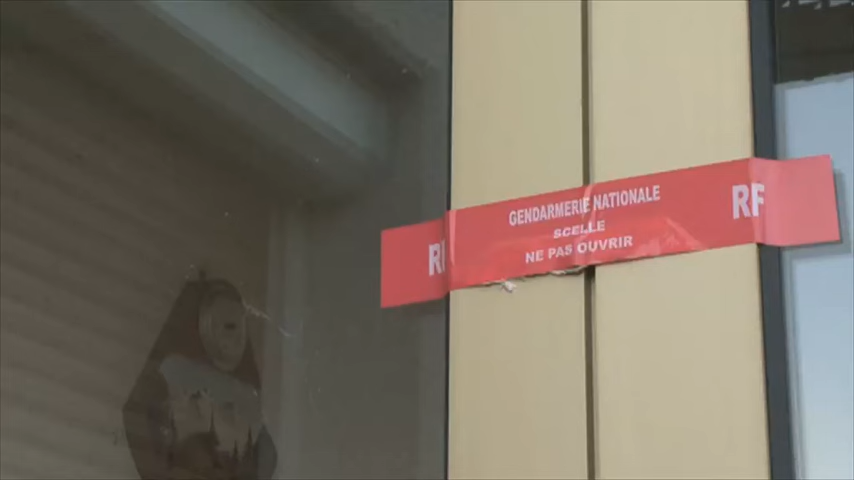 RF
GENDARMERIE NATIONALE
SCELLE
NE PAS OUVRIR
RF